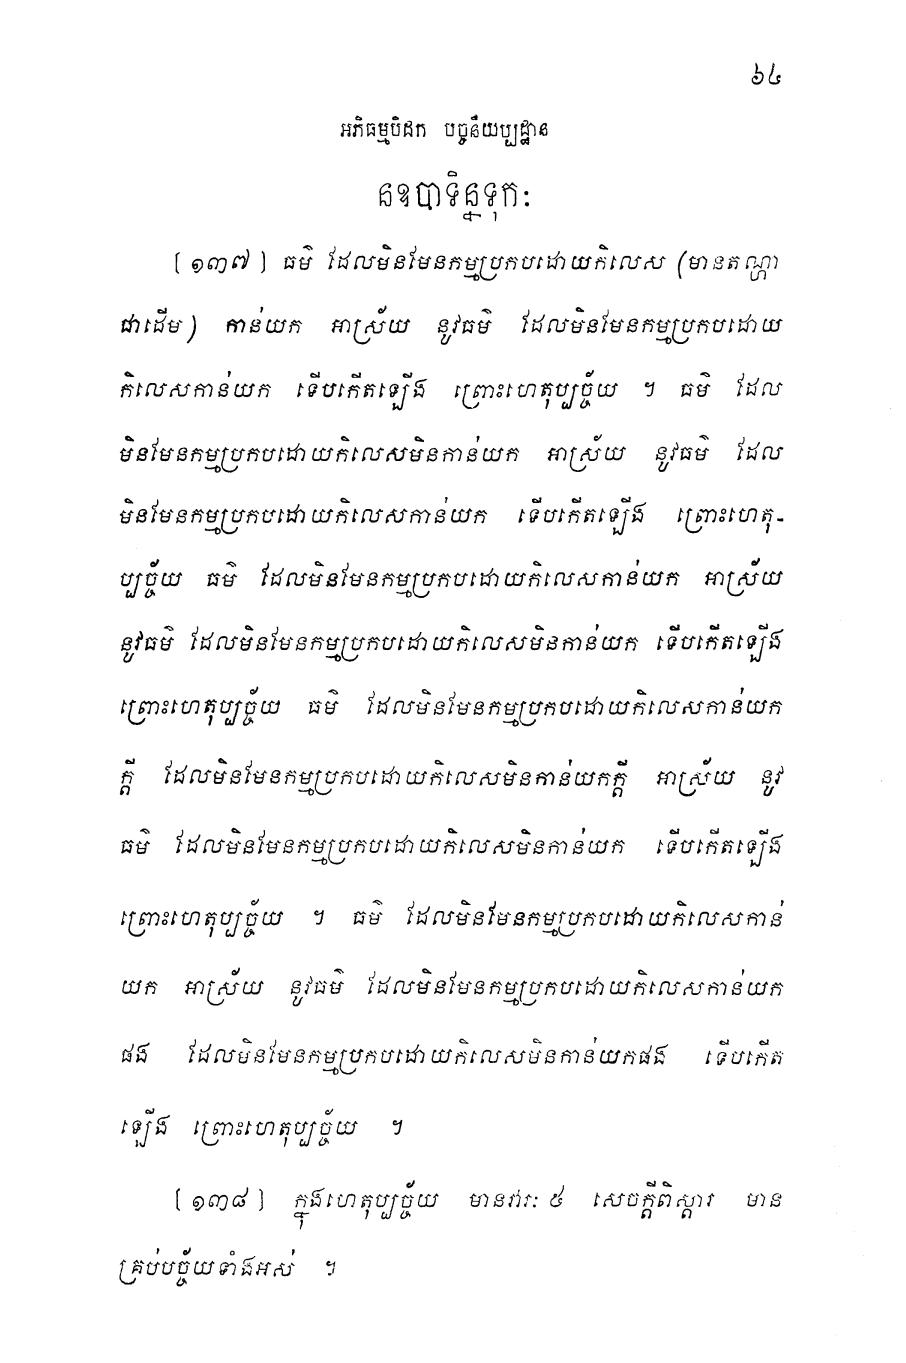 ៦៤
អភិធម្មបិដក បច្ចនីយប្បដ្ឋាន
នឧបាទិន្នទុកៈ
[១៣៧] ធម៌ ដែលមិនមែនកម្មប្រកបដោយកិលេស (មានតណ្ហា
ជាដើម) កាន់យក អាស្រ័យ នូវធម៌ ដែលមិនមែនកម្មប្រកបដោយ
កិលេសកាន់យក ទើបកើតឡើង ព្រោះហេតុប្បច្ច័យ ។ ធម៌ ដែល
មិនមែនកម្មប្រកបដោយកិលេសមិនកាន់យក អាស្រ័យ នូវធម៌ ដែល
មិនមែនកម្មប្រកបដោយកិលេសកាន់យក ទើបកើតឡើង ព្រោះហេតុ-
ប្បច្ច័យ ធម៌ ដែលមិនមែនកម្មប្រកបដោយកិលេសកាន់យក អាស្រ័យ
នូវធម៌ ដែលមិនមែនកម្មប្រកបដោយកិលេសមិនកាន់យក ទើបកើតឡើង
ព្រោះហេតុប្បច្ច័យ ធម៌ ដែលមិនមែនកម្មប្រកបដោយកិលេសកាន់យក
ក្តី ដែលមិនមែនកម្មប្រកបដោយកិលេសមិនកាន់យកក្តី អាស្រ័យ នូវ
ធម៌ ដែលមិនមែនកម្មប្រកបដោយកិលេសមិនកាន់យក ទើបកើតឡើង
ព្រោះហេតុប្បច្ច័យ ។ ធម៌ ដែលមិនមែនកម្មប្រកបដោយកិលេសកាន់
យក អាស្រ័យ នូវធម៌ ដែលមិនមែនកម្មប្រកបដោយកិលេសកាន់យក
ផង ដែលមិនមែនកម្មប្រកបដោយកិលេសមិនកាន់យកផង ទើបកើត
ឡើង ព្រោះហេតុប្បច្ច័យ ។
[១៣៨] ក្នុងហេតុប្បច្ច័យ មានវារៈ ៥ សេចក្តីពិស្តារ មាន
គ្រប់បច្ច័យទាំងអស់ ។